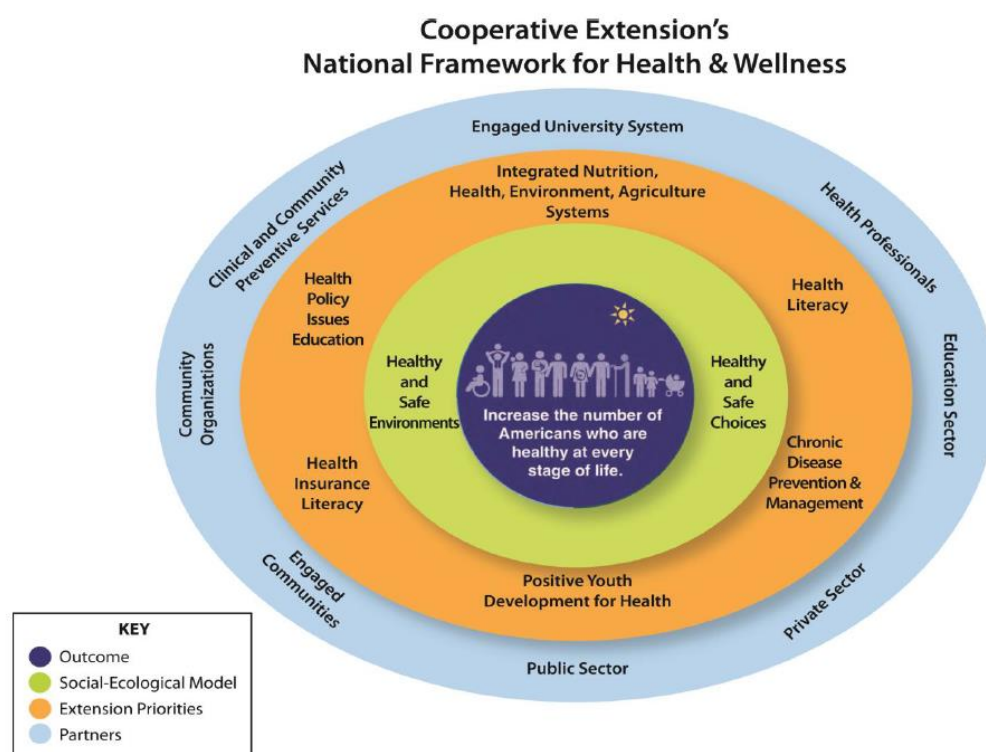 Cooperative Extension's
National Framework for Health & Wellness
Engaged University System
Clinical and Community
Preventive Services
Health Professionals
Community
Organizations
Education Sector
Engaged
Communities
Private Sector
Public Sector
Integrated Nutrition,
Health, Environment, Agriculture
Systems
Health
Policy
Issues
Education
Health
Literacy
Health
Insurance
Literacy
Chronic
Disease
Prevention &
Management
Positive Youth
Development for Health
Healthy
and
Safe
Environments
Healthy
and
Safe
Choices
Increase the number of
Americans who are
healthy at every
stage of life.
KEY
Outcome
Social-Ecological Model
Extension Priorities
Partners